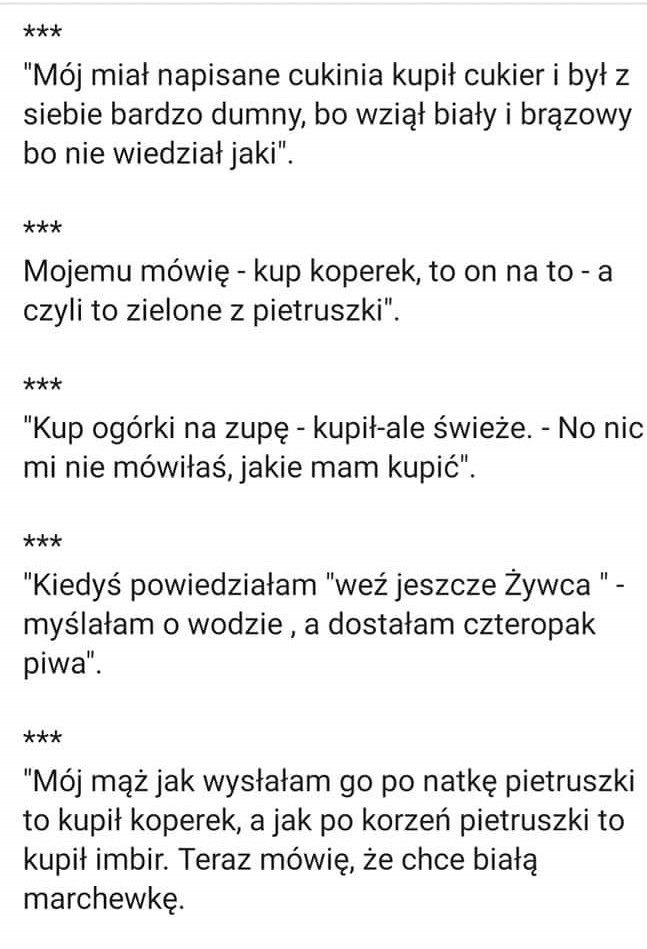 ***
"Mój miał napisane cukinia kupił cukier i był z
siebie bardzo dumny, bo wziął biały i brązowy
bo nie wiedział jaki".
***
Mojemu mówię - kup koperek, to on na to - a
czyli to zielone z pietruszki".
***
"Kup ogórki na zupę - kupił-ale świeże. - No nic
mi nie mówiłaś, jakie mam kupić".
***
"Kiedyś powiedziałam "weź jeszcze Żywca " -
myślałam o wodzie , a dostałam czteropak
piwa".
***
"Mój mąż jak wysłałam go po natkę pietruszki
to kupił koperek, a jak po korzeń pietruszki to
kupił imbir. Teraz mówię, że chce białą
marchewkę.